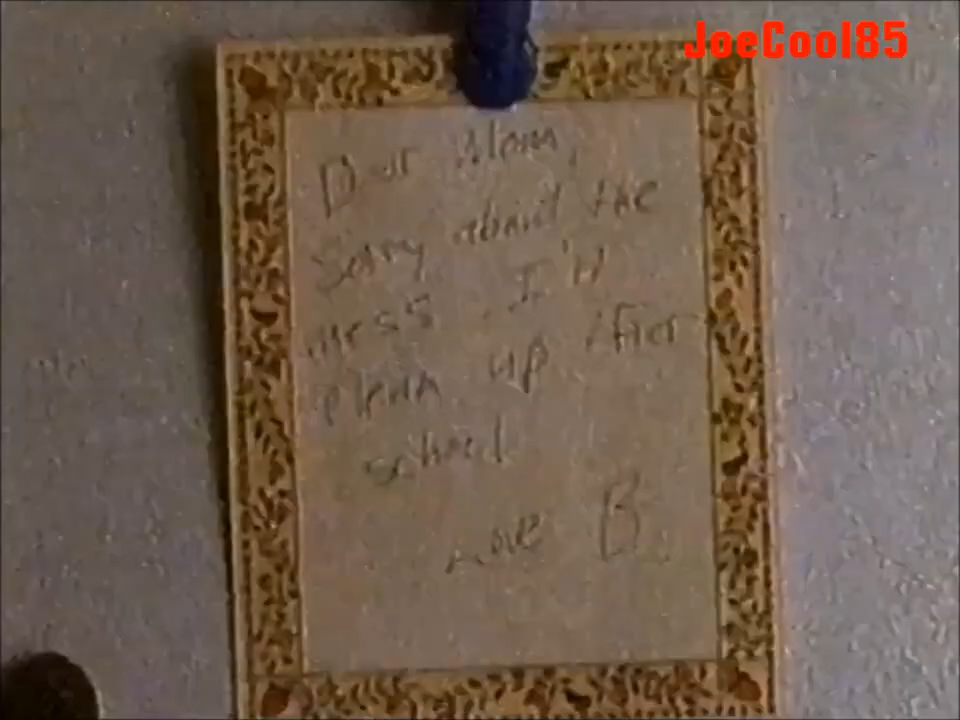 JoeCool85
Dear Mom,
Sorry about the
mess. I'll
clean up after
school
Love B.